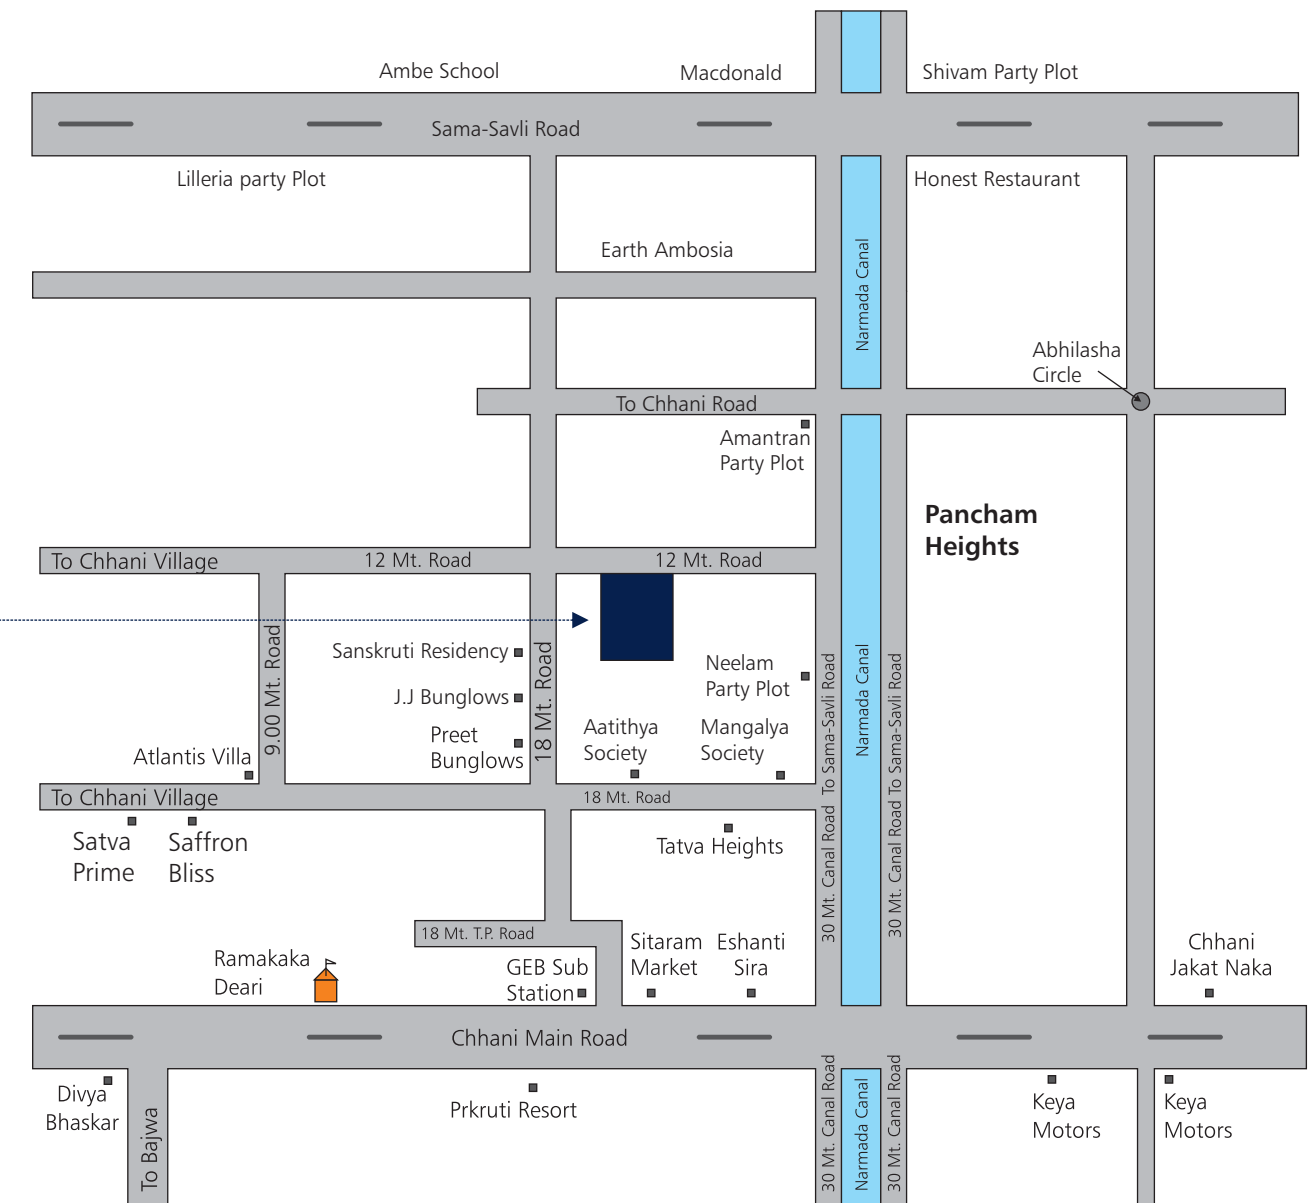 Ambe School
Macdonald
Shivam Party Plot
Sama-Savli Road
Lilleria party Plot
Honest Restaurant
Earth Ambosia
Narmada Canal
Abhilasha
Circle
To Chhani Road
Amantran
Party Plot
Pancham
Heights
To Chhani Village
12 Mt. Road
12 Mt. Road
9.00 Mt. Road
Sanskruti Residency
J.J Bunglows
Preet
Bunglows
18 Mt. Road
Neelam
Party Plot
Aatithya
Society
Mangalya
Society
30 Mt. Canal Road To Sama-Savli Road
Narmada Canal
30 Mt. Canal Road To Sama-Savli Road
Atlantis Villa
To Chhani Village
18 Mt. Road
Satva
Prime
Saffron
Bliss
Tatva Heights
18 Mt. T.P. Road
Ramakaka
Deari
GEB Sub
Station
Sitaram
Market
Eshanti
Sira
Chhani
Jakat Naka
Chhani Main Road
Divya
Bhaskar
To Bajwa
Prkruti Resort
30 Mt. Canal Road
Narmada Canal
30 Mt. Canal Road
Keya
Motors
Keya
Motors